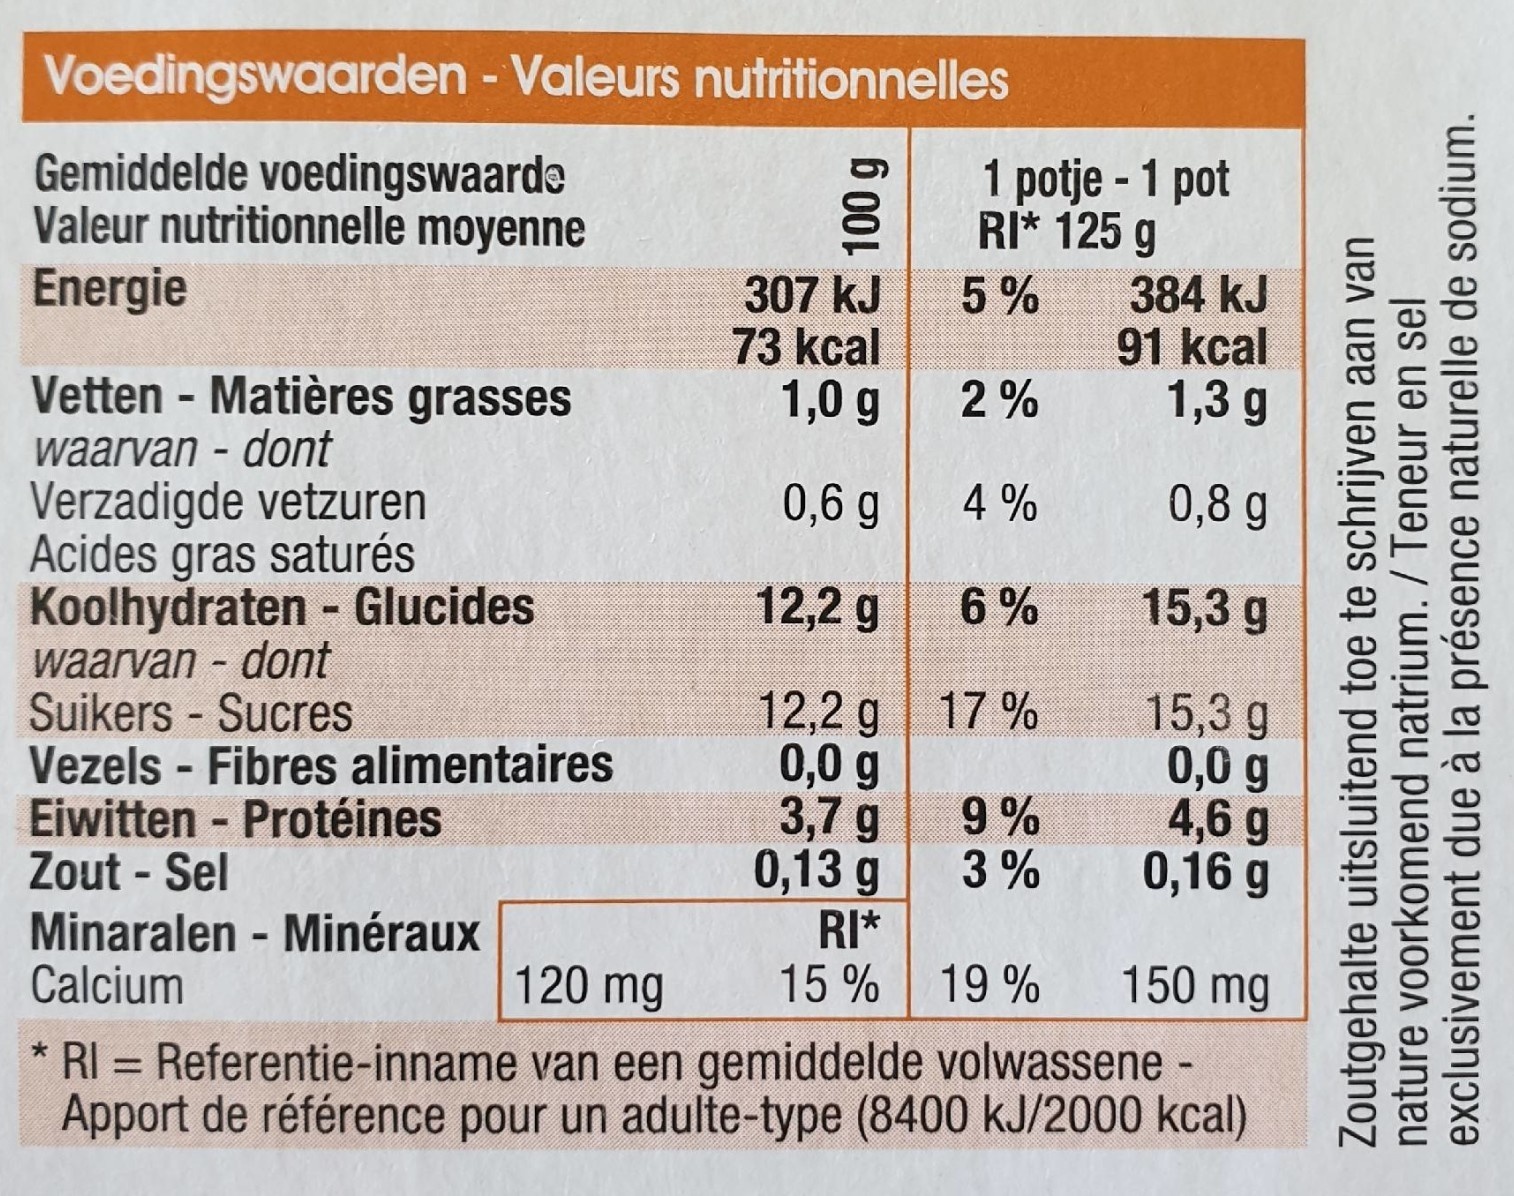 Voedingswaarden - Valeurs nutritionnelles
Gemiddelde voedingswaarde
Valeur nutritionnelle moyenne
100 g
1 potje - 1 pot
RI* 125 g
Energie 307 kJ 5 % 384 kJ
73 kcal 91 kcal
Vetten - Matières grasses 1,0 g 2 % 1,3 g
waarvan - dont
Verzadigde vetzuren 0,6 g 4 % 0,8 g
Acides gras saturés
Koolhydraten - Glucides 12,2 g 6 % 15,3 g
waarvan - dont
Suikers - Sucres 12,2 g 17 % 15,3 g
Vezels - Fibres alimentaires 0,0 g 0,0 g
Eiwitten - Protéines 3,7 g 9 % 4,6 g
Zout - Sel 0,13 g 3 % 0,16 g
Minaralen - Minéraux RI*
Calcium 120 mg 15 % 19 % 150 mg
* RI = Referentie-inname van een gemiddelde volwassene -
Apport de référence pour un adulte-type (8400 kJ/2000 kcal)
Zoutgehalte uitsluitend toe te schrijven aan van
nature voorkomend natrium. / Teneur en sel
exclusivement due à la présence naturelle de sodium.